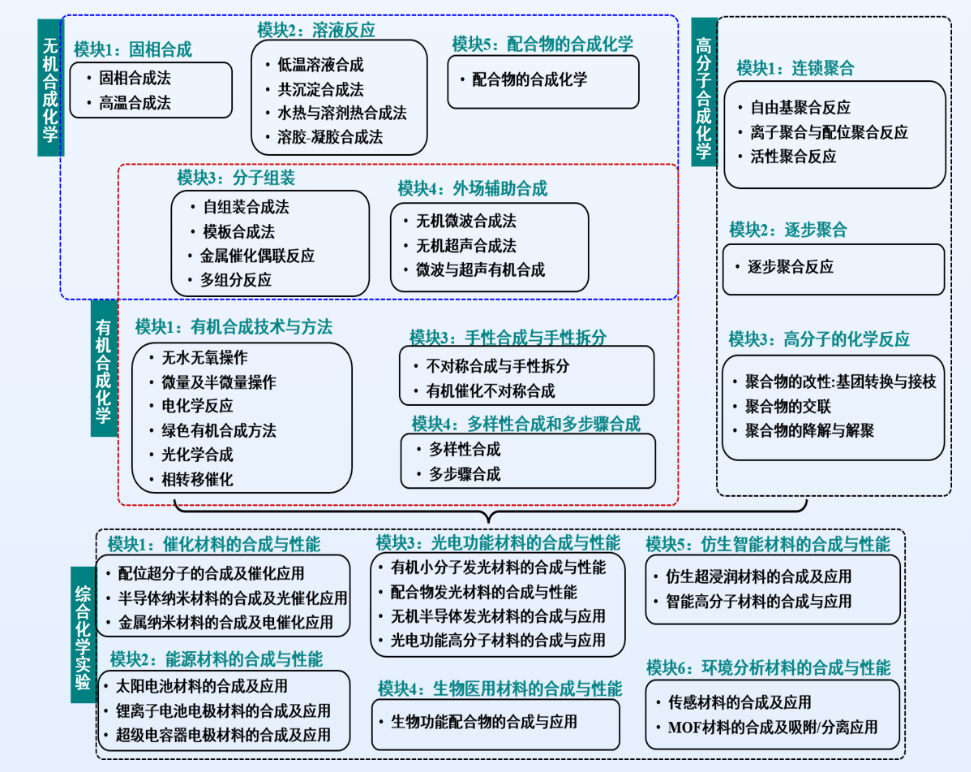 无机合成化学
模块1：固相合成
• 固相合成法
• 高温合成法
模块2：溶液反应
• 低温溶液合成
• 共沉淀合成法
• 水热与溶剂热合成法
• 溶胶-凝胶合成法
模块5：配合物的合成化学
• 配合物的合成化学
模块3：分子组装
• 自组装合成法
• 模板合成法
• 金属催化偶联反应
• 多组分反应
模块4：外场辅助合成
• 无机微波合成法
• 无机超声合成法
• 微波与超声有机合成
有机合成化学
模块1：有机合成技术与方法
• 无水无氧操作
• 微量及半微量操作
• 电化学反应
• 绿色有机合成方法
• 光化学合成
• 相转移催化
模块3：手性合成与手性拆分
• 不对称合成与手性拆分
• 有机催化不对称合成
模块4：多样性合成和多步骤合成
• 多样性合成
• 多步骤合成
高分子合成化学
模块1：连锁聚合
• 自由基聚合反应
• 离子聚合与配位聚合反应
• 活性聚合反应
模块2：逐步聚合
• 逐步聚合反应
模块3：高分子的化学反应
• 聚合物的改性:基团转换与接枝
• 聚合物的交联
• 聚合物的降解与解聚
综合化学实验
模块1：催化材料的合成与性能
• 配位超分子的合成及催化应用
• 半导体纳米材料的合成及光催化应用
• 金属纳米材料的合成及电催化应用
模块2：能源材料的合成与性能
• 太阳电池材料的合成及应用
• 锂离子电池电极材料的合成及应用
• 超级电容器电极材料的合成及应用
模块3：光电功能材料的合成与性能
• 有机小分子发光材料的合成与性能
• 配合物发光材料的合成与性能
• 无机半导体发光材料的合成与应用
• 光电功能高分子材料的合成与应用
模块4：生物医用材料的合成与性能
• 生物功能配合物的合成与应用
模块5：仿生智能材料的合成与性能
• 仿生超浸润材料的合成及应用
• 智能高分子材料的合成与应用
模块6：环境分析材料的合成与性能
• 传感材料的合成及应用
• MOF材料的合成及吸附/分离应用